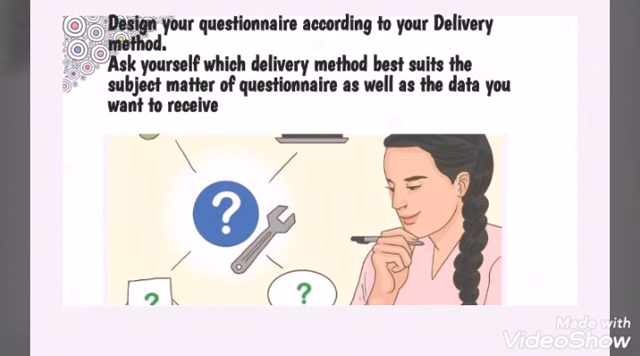 Design your questionnaire according to your Delivery
method.
Ask yourself which delivery method best suits the
subject matter of questionnaire as well as the data you
want to receive
?
?
?
Made with
VideoShow